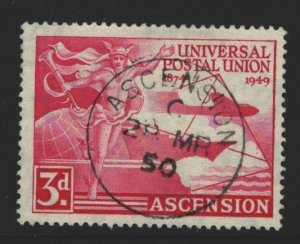 UNIVERSAL
POSTAL UNION
1874 1949
ASCENSION
C
28 MR
50
3d.
ASCENSION